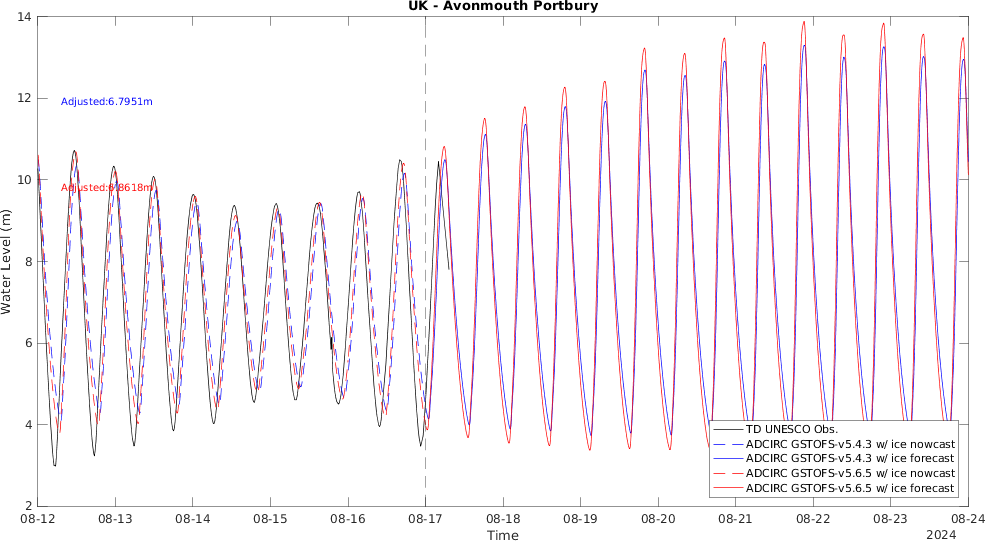 UK - Avonmouth Portbury
14
12
10
8
6
4
2
Water Level (m)
Adjusted:6.7951m
Adjusted:6.8618m
TD UNESCO Obs.
ADCIRC GSTOFS-v5.4.3 w/ ice nowcast
ADCIRC GSTOFS-v5.4.3 w/ ice forecast
ADCIRC GSTOFS-v5.6.5 w/ ice nowcast
ADCIRC GSTOFS-v5.6.5 w/ ice forecast
08-12 08-13 08-14 08-15 08-16 08-17 08-18 08-19 08-20 08-21 08-22 08-23 08-24
Time
2024